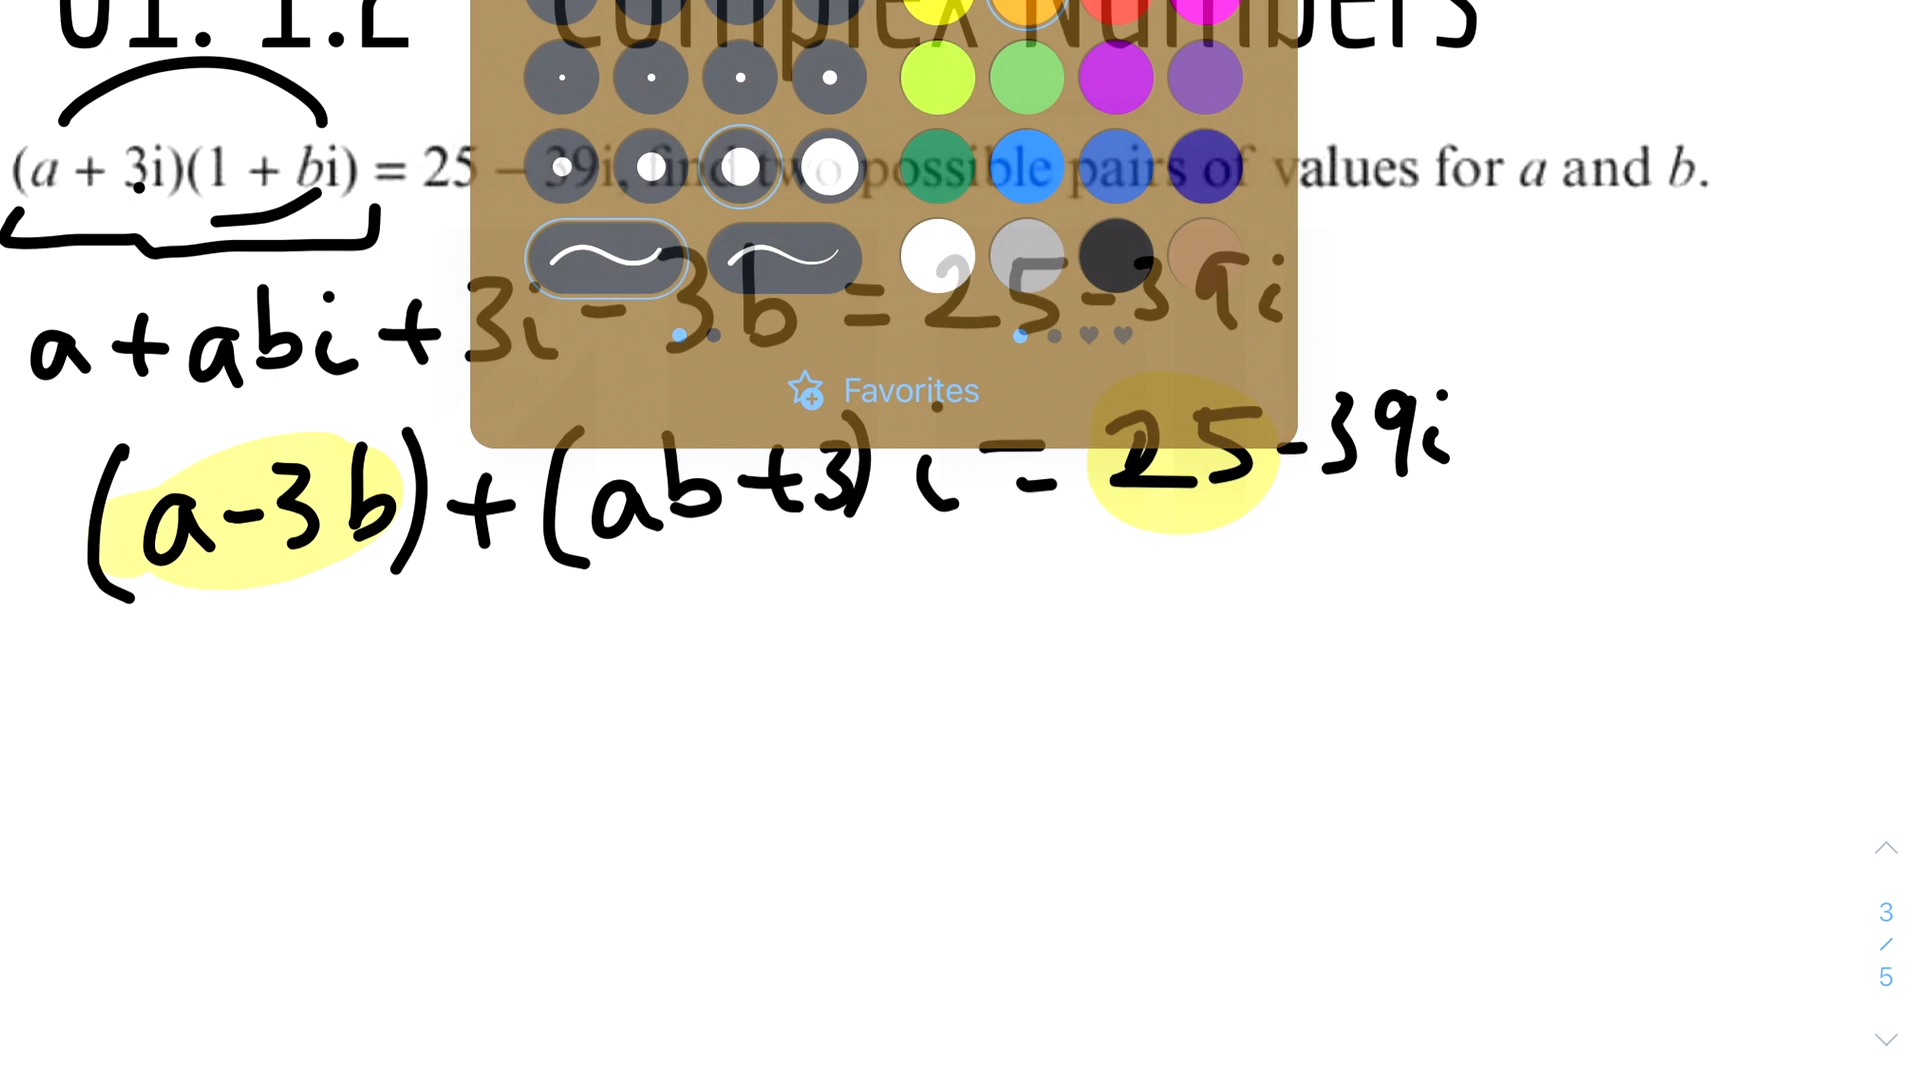 01. 1.2 Complex Numbers
(a + 3i)(1 + bi) = 25 − 39i, find two possible pairs of values for a and b.
a + abi + 3i - 3b = 25 - 39i
Favorites
(a-3b) + (ab+3)i = 25 - 39i
3
/
5